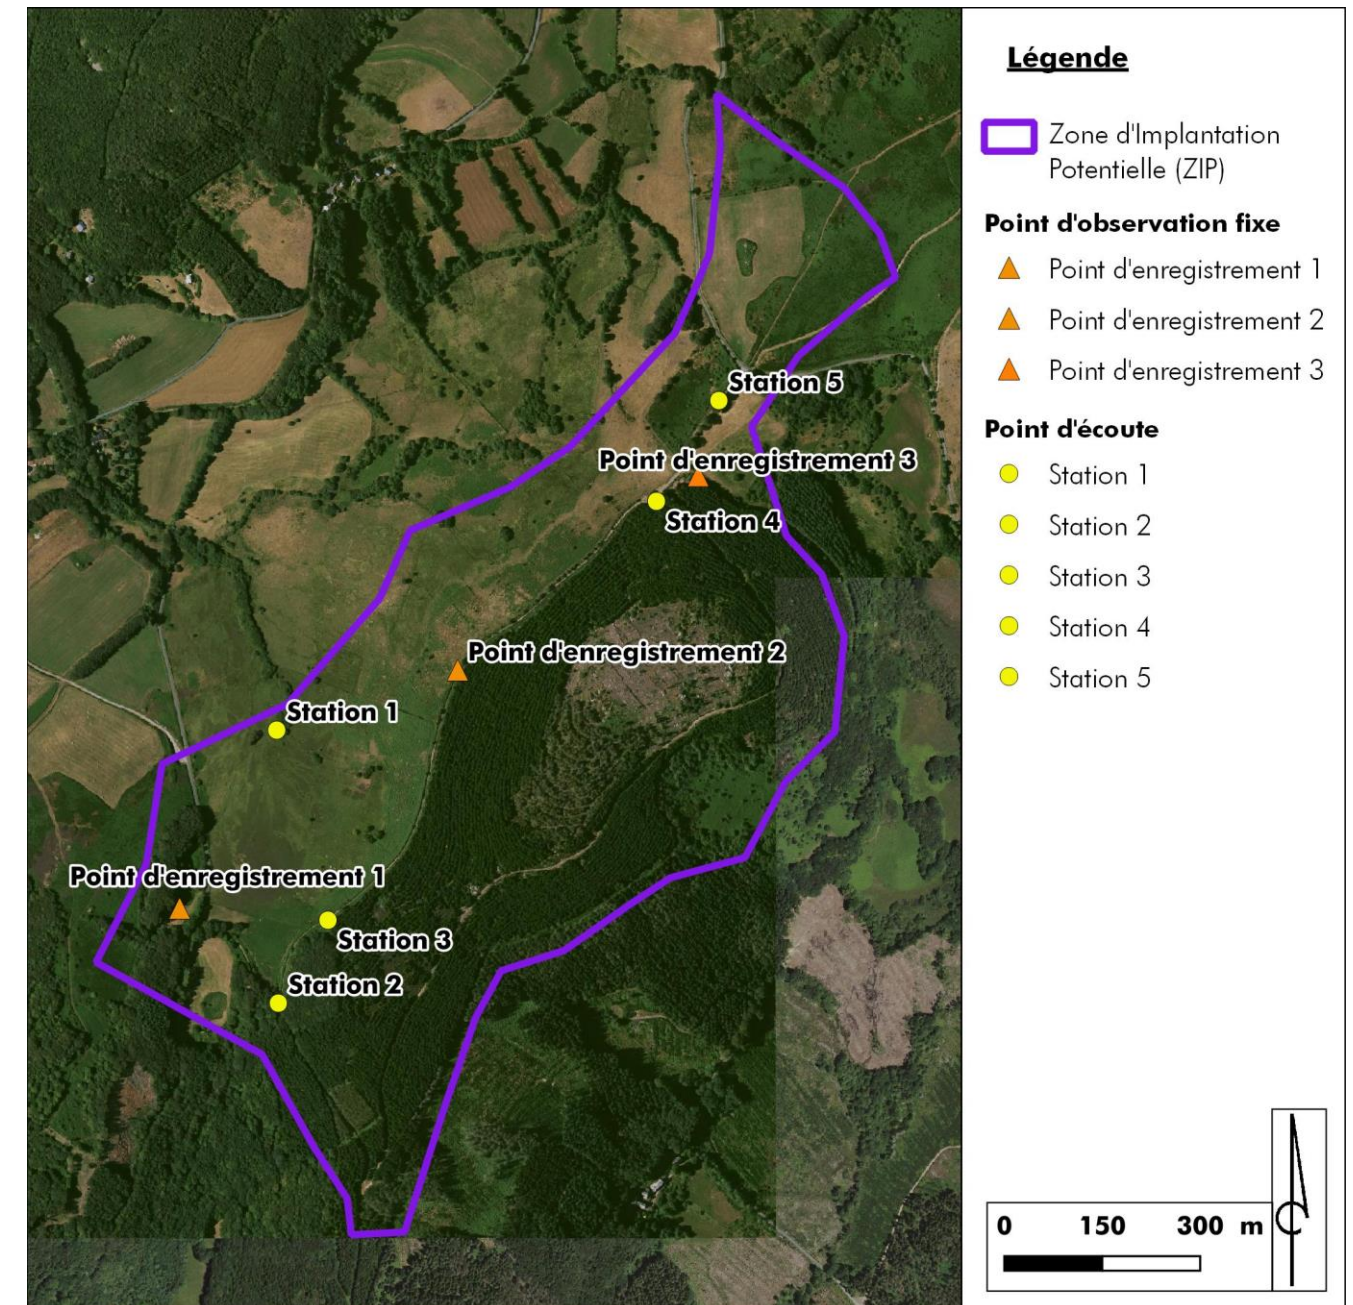 Légende
Zone d'Implantation
Potentielle (ZIP)
Point d'observation fixe
Point d'enregistrement 1
Point d'enregistrement 2
Point d'enregistrement 3
Point d'écoute
Station 1
Station 2
Station 3
Station 4
Station 5
Station 5
Point d'enregistrement 3
Station 4
Point d'enregistrement 2
Station 1
Point d'enregistrement 1
Station 3
Station 2
0 150 300 m